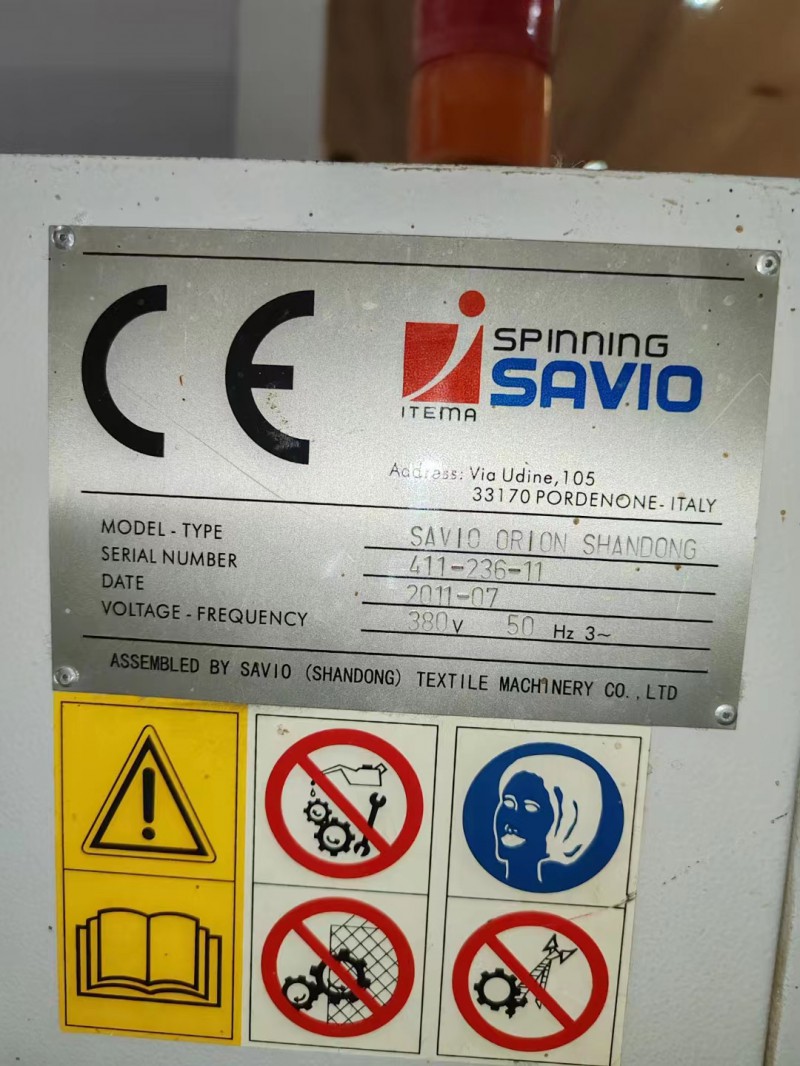 CE
SPINNING
SAVIO
ITEMA
Address: Via Udine,105
33170 PORDENONE- ITALY
MODEL - TYPE SAVIO ORION SHANDONG
SERIAL NUMBER 411-236-11
DATE 2011-07
VOLTAGE - FREQUENCY 380V 50 Hz 3~
ASSEMBLED BY SAVIO (SHANDONG) TEXTILE MACHINERY CO.,LTD